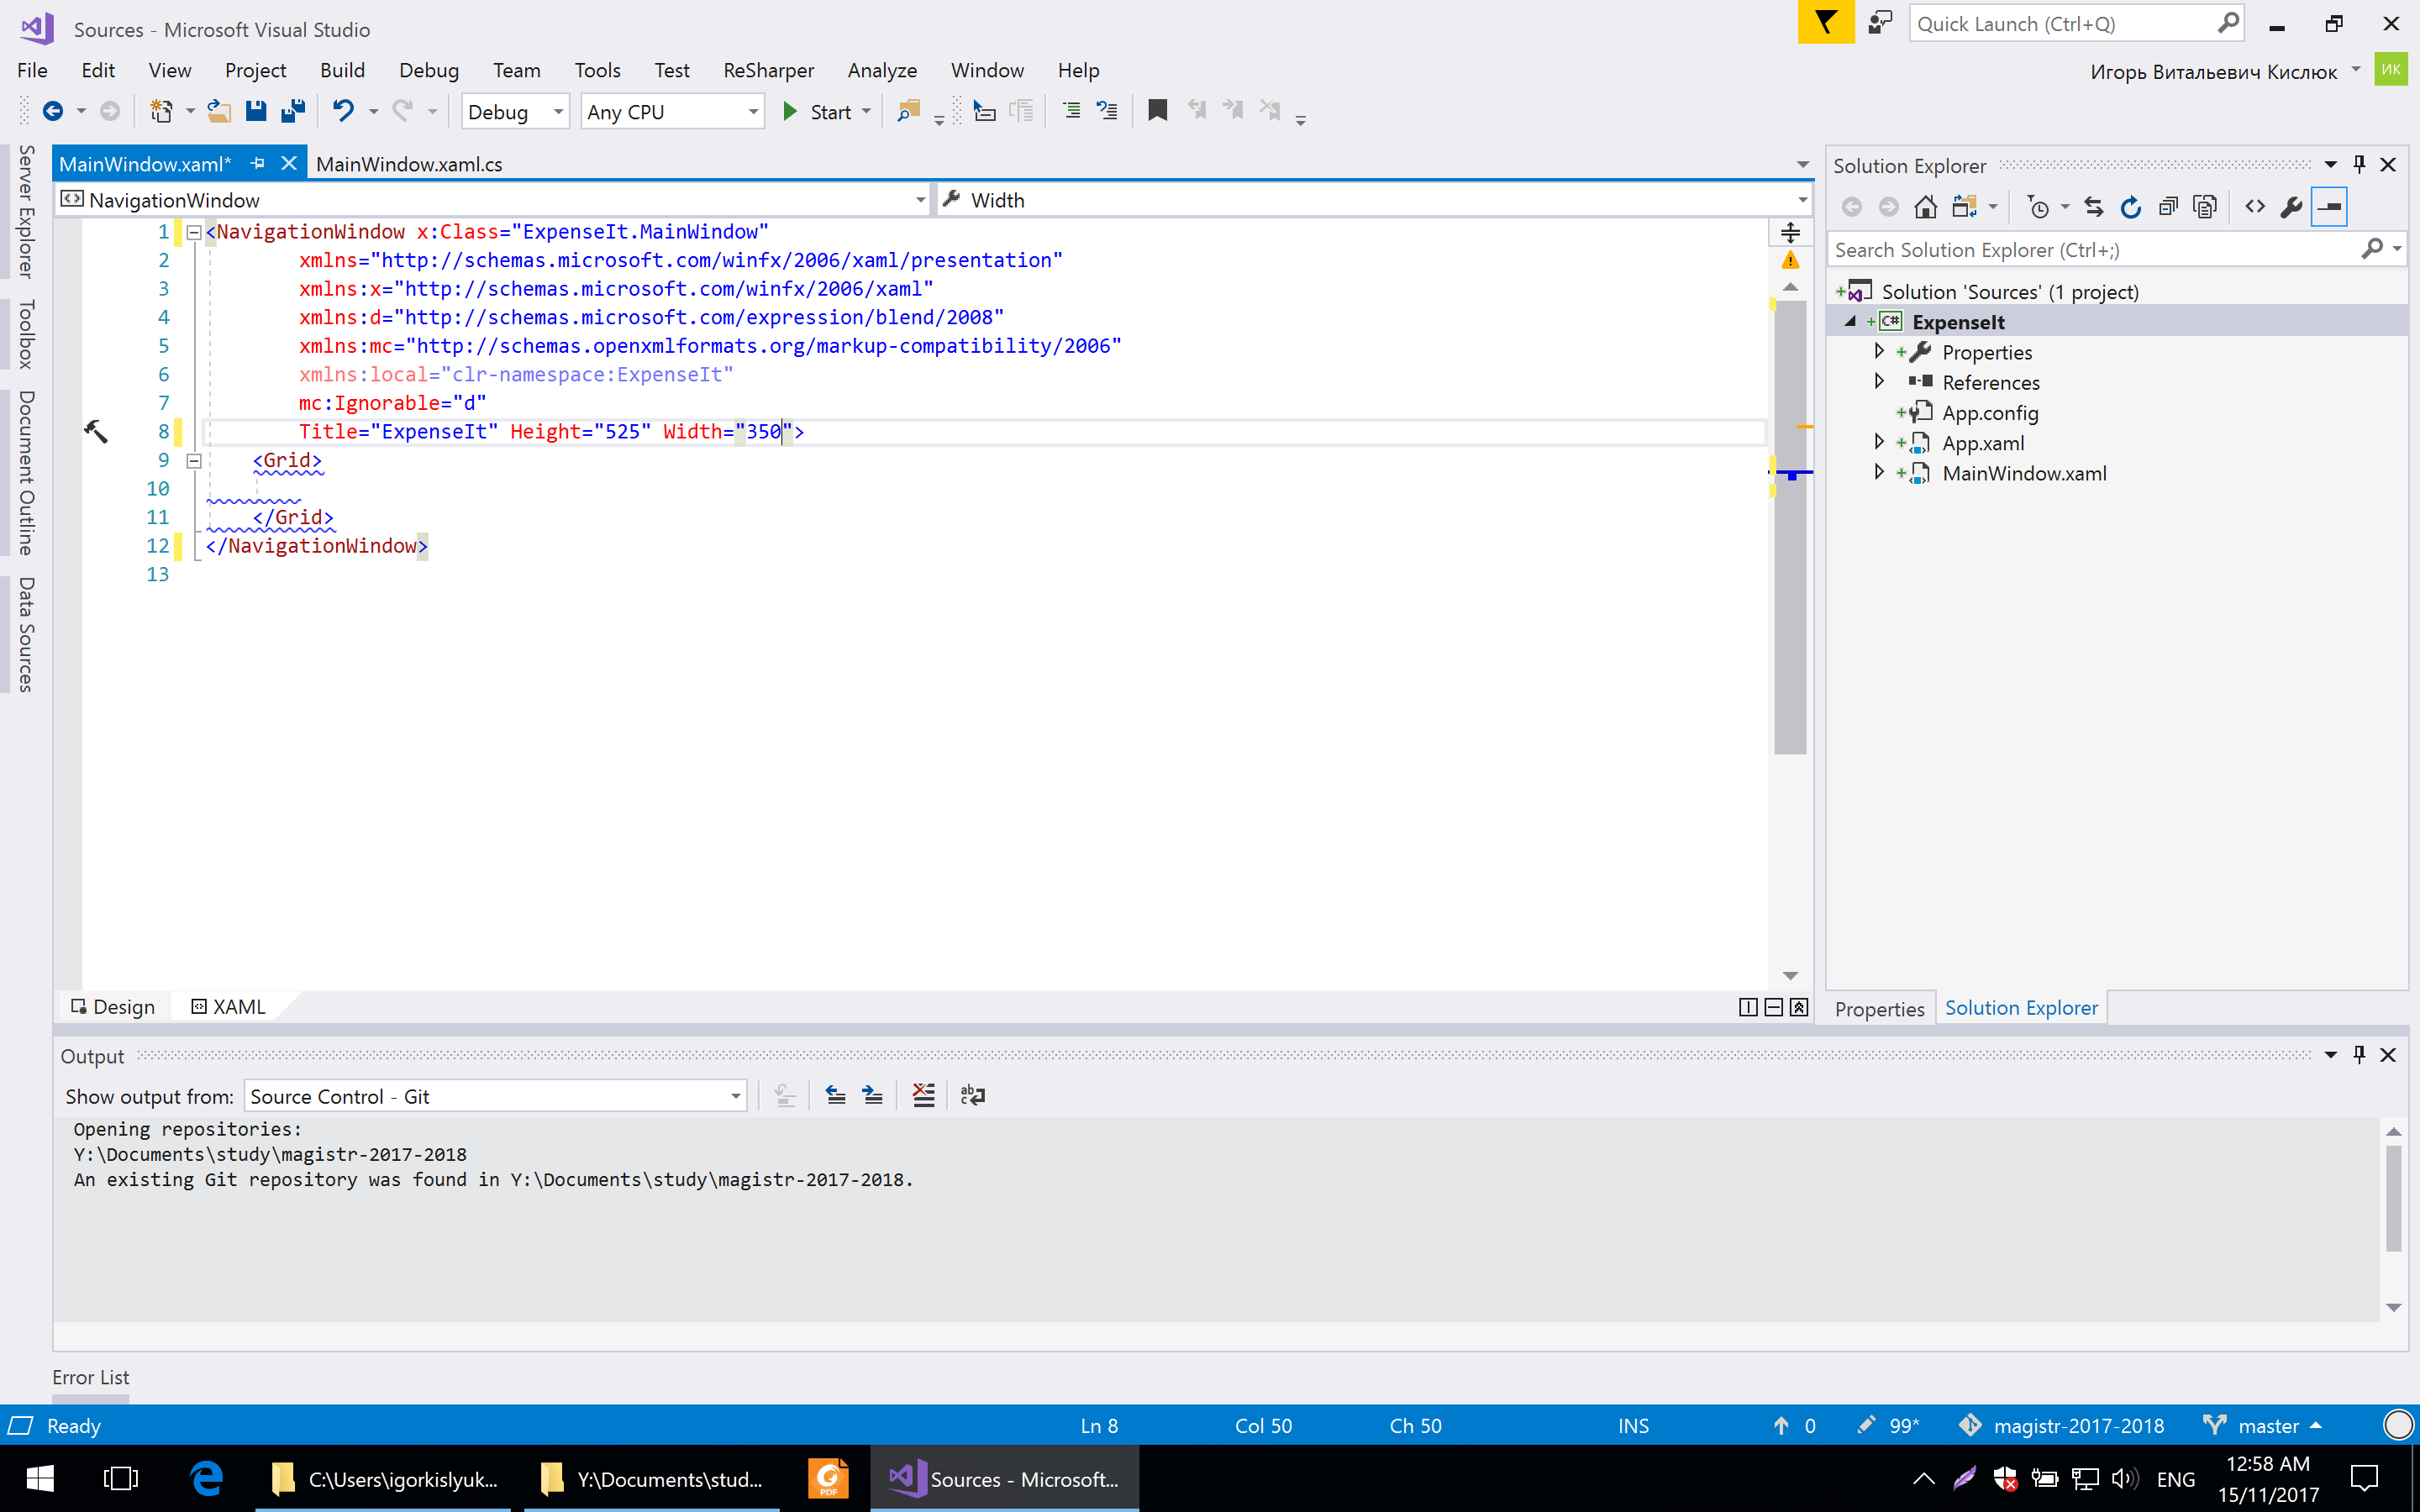 Sources - Microsoft Visual Studio
Quick Launch (Ctrl+Q)
File Edit View Project Build Debug Team Tools Test ReSharper Analyze Window Help
Игорь Витальевич Кислюк ИК
Debug Any CPU Start
Server Explorer
Toolbox
Document Outline
Data Sources
MainWindow.xaml* MainWindow.xaml.cs
NavigationWindow Width
1 <NavigationWindow x:Class="ExpenseIt.MainWindow"
2 xmlns="http://schemas.microsoft.com/winfx/2006/xaml/presentation"
3 xmlns:x="http://schemas.microsoft.com/winfx/2006/xaml"
4 xmlns:d="http://schemas.microsoft.com/expression/blend/2008"
5 xmlns:mc="http://schemas.openxmlformats.org/markup-compatibility/2006"
6 xmlns:local="clr-namespace:ExpenseIt"
7 mc:Ignorable="d"
8 Title="ExpenseIt" Height="525" Width="350">
9 <Grid>
10
11 </Grid>
12 </NavigationWindow>
13
Design XAML
Solution Explorer
Search Solution Explorer (Ctrl+;)
Solution 'Sources' (1 project)
C# ExpenseIt
Properties
References
App.config
App.xaml
MainWindow.xaml
Properties Solution Explorer
Output
Show output from: Source Control - Git
Opening repositories:
Y:\Documents\study\magistr-2017-2018
An existing Git repository was found in Y:\Documents\study\magistr-2017-2018.
Error List
Ready Ln 8 Col 50 Ch 50 INS 0 99* magistr-2017-2018 master
C:\Users\igorkislyuk... Y:\Documents\stud... PDF Sources - Microsoft... ENG 12:58 AM
15/11/2017